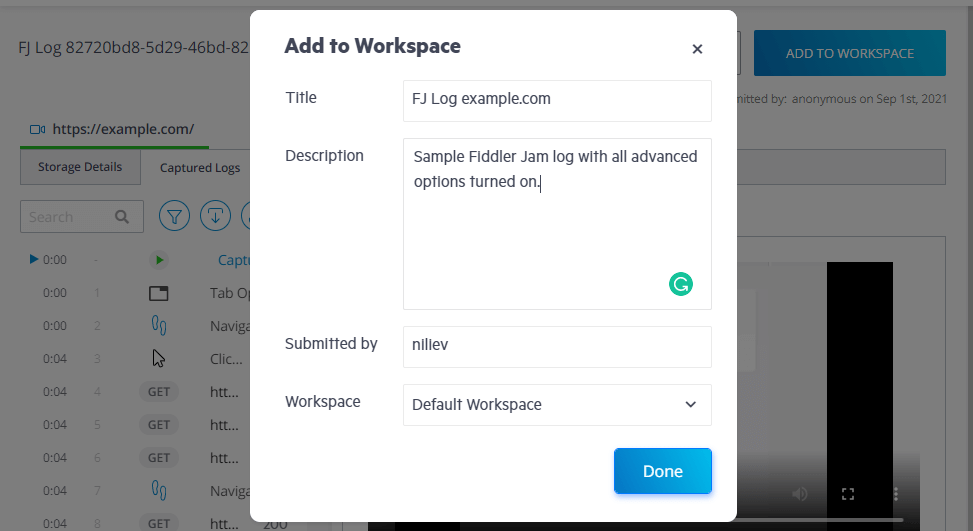 FJ Log 82720bd8-5d29-46bd-82
ADD TO WORKSPACE
mitted by: anonymous on Sep 1st, 2021
https://example.com/
Storage Details
Captured Logs
Search
0:00 -
0:00 1 Tab
0:00 2
0:04 3 Clic...
0:04 4 GET htt...
0:04 5 GET htt...
0:04 6 GET htt...
0:04 7
0:04 8 GET htt... 200
Add to Workspace
×
Title
FJ Log example.com
Description
Sample Fiddler Jam log with all advanced
options turned on.
Submitted by
niliev
Workspace
Default Workspace
Done